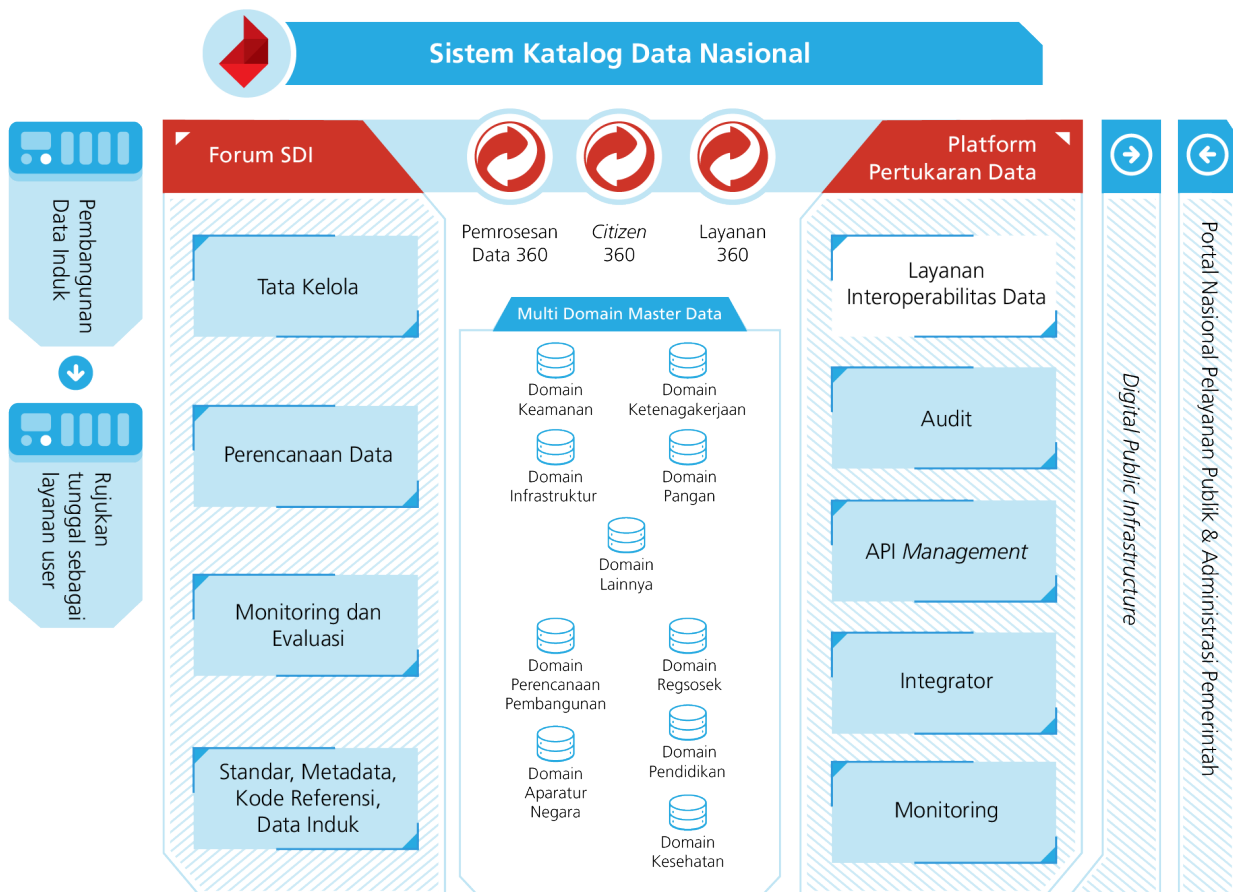 Sistem Katalog Data Nasional
Pembangunan
Data Induk
Rujukan
tunggal sebagai
layanan user
Forum SDI
Tata Kelola
Perencanaan Data
Monitoring dan
Evaluasi
Standar, Metadata,
Kode Referensi,
Data Induk
Pemrosesan
Data 360
Citizen
360
Layanan
360
Multi Domain Master Data
Domain
Keamanan
Domain
Ketenagakerjaan
Domain
Infrastruktur
Domain
Pangan
Domain
Lainnya
Domain
Perencanaan
Pembangunan
Domain
Regsosek
Domain
Aparatur
Negara
Domain
Pendidikan
Domain
Kesehatan
Platform
Pertukaran Data
Layanan
Interoperabilitas Data
Audit
API Management
Integrator
Monitoring
Digital Public Infrastructure
Portal Nasional Pelayanan Publik & Administrasi Pemerintah